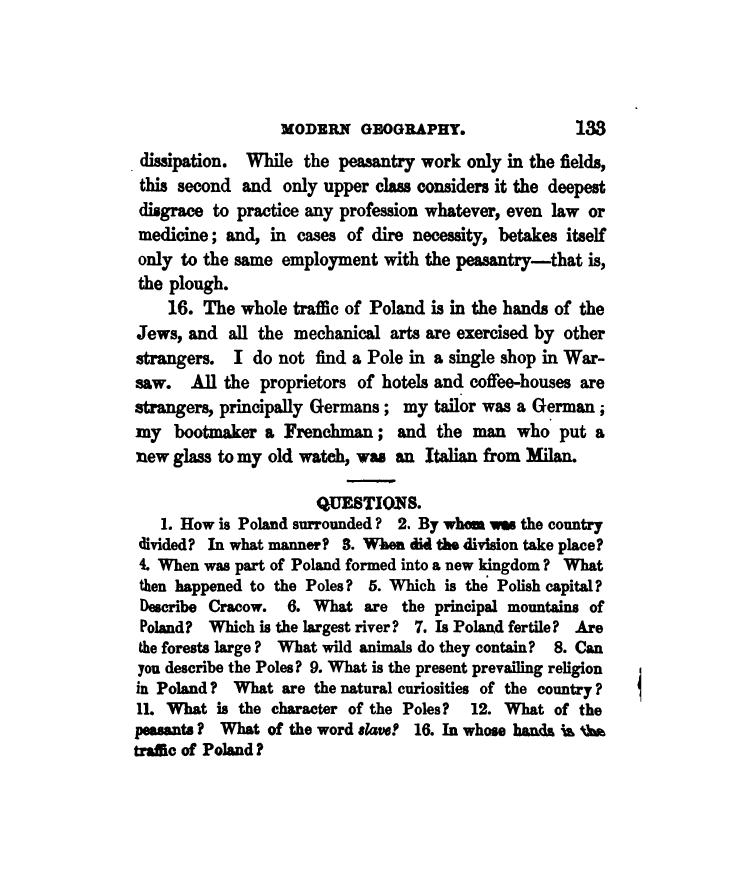 MODERN GEOGRAPHY. 133
dissipation. While the peasantry work only in the fields,
this second and only upper class considers it the deepest
disgrace to practice any profession whatever, even law or
medicine; and, in cases of dire necessity, betakes itself
only to the same employment with the peasantry—that is,
the plough.
16. The whole traffic of Poland is in the hands of the
Jews, and all the mechanical arts are exercised by other
strangers. I do not find a Pole in a single shop in War-
saw. All the proprietors of hotels and coffee-houses are
strangers, principally Germans; my tailor was a German;
my bootmaker a Frenchman; and the man who put a
new glass to my old watch, was an Italian from Milan.
QUESTIONS.
1. How is Poland surrounded? 2. By whom was the country
divided? In what manner? 3. When did the division take place?
4. When was part of Poland formed into a new kingdom? What
then happened to the Poles? 5. Which is the Polish capital?
Describe Cracow. 6. What are the principal mountains of
Poland? Which is the largest river? 7. Is Poland fertile? Are
the forests large? What wild animals do they contain? 8. Can
you describe the Poles? 9. What is the present prevailing religion
in Poland? What are the natural curiosities of the country?
11. What is the character of the Poles? 12. What of the
peasants? What of the word slave? 16. In whose hands is the
traffic of Poland?